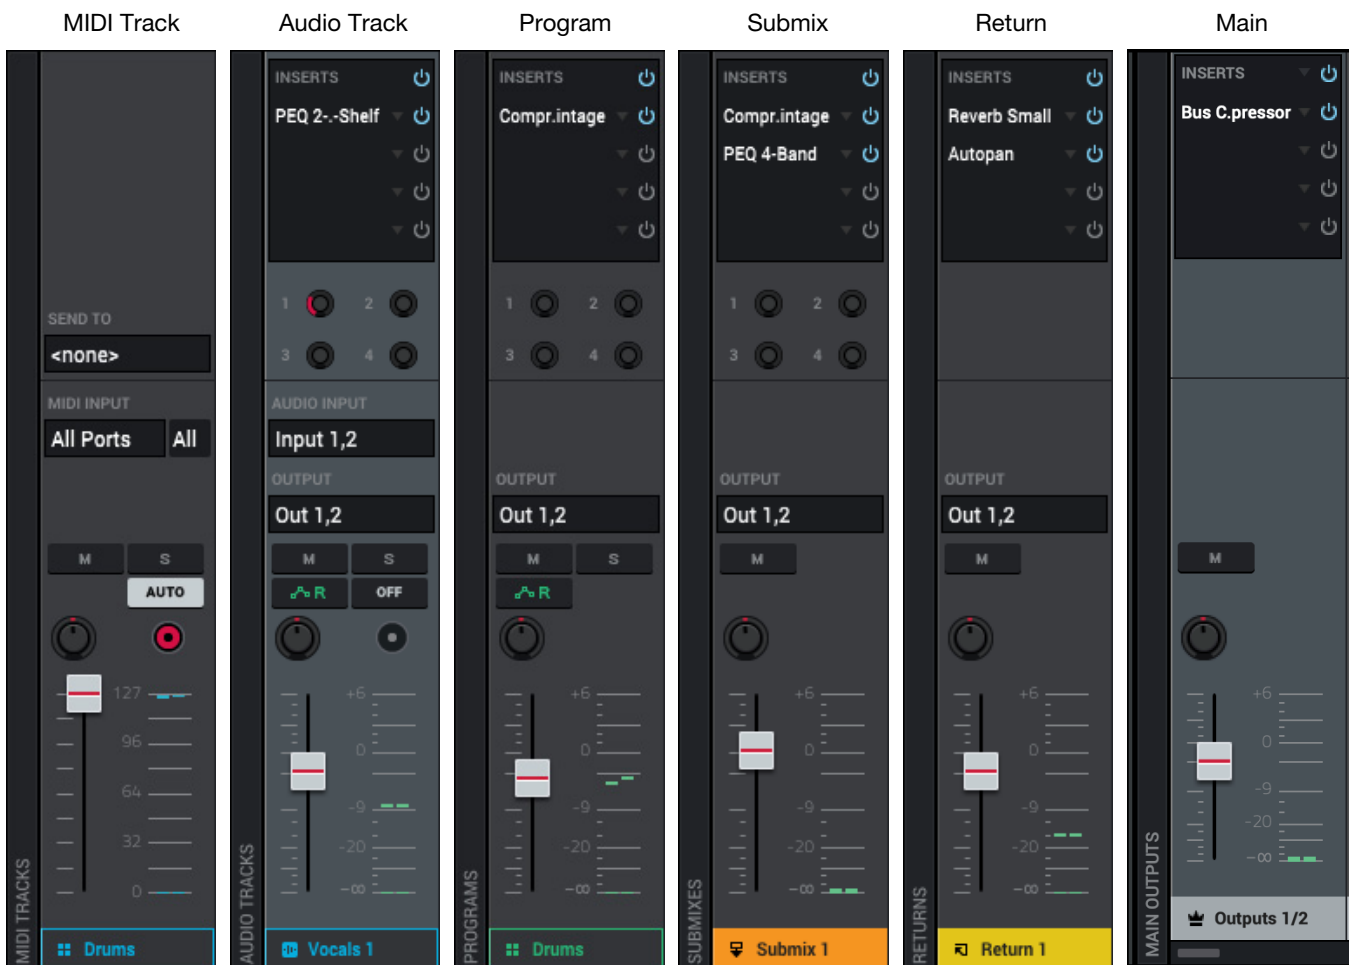 MIDI Track
SEND TO
<none>
MIDI INPUT
All Ports All
M S
AUTO
127
96
64
32
0
MIDI TRACKS
Drums
Audio Track
INSERTS
PEQ 2-.-Shelf
1 2
3 4
AUDIO INPUT
Input 1,2
OUTPUT
Out 1,2
M S
R OFF
+6
0
-9
-20
-∞
AUDIO TRACKS
Vocals 1
Program
INSERTS
Compr.intage
1 2
3 4
OUTPUT
Out 1,2
M S
R
+6
0
-9
-20
-∞
PROGRAMS
Drums
Submix
INSERTS
Compr.intage
PEQ 4-Band
1 2
3 4
OUTPUT
Out 1,2
M
+6
0
-9
-20
-∞
SUBMIXES
Submix 1
Return
INSERTS
Reverb Small
Autopan
OUTPUT
Out 1,2
M
+6
0
-9
-20
-∞
RETURNS
Return 1
Main
INSERTS
Bus C.pressor
M
+6
0
-9
-20
-∞
MAIN OUTPUTS
Outputs 1/2